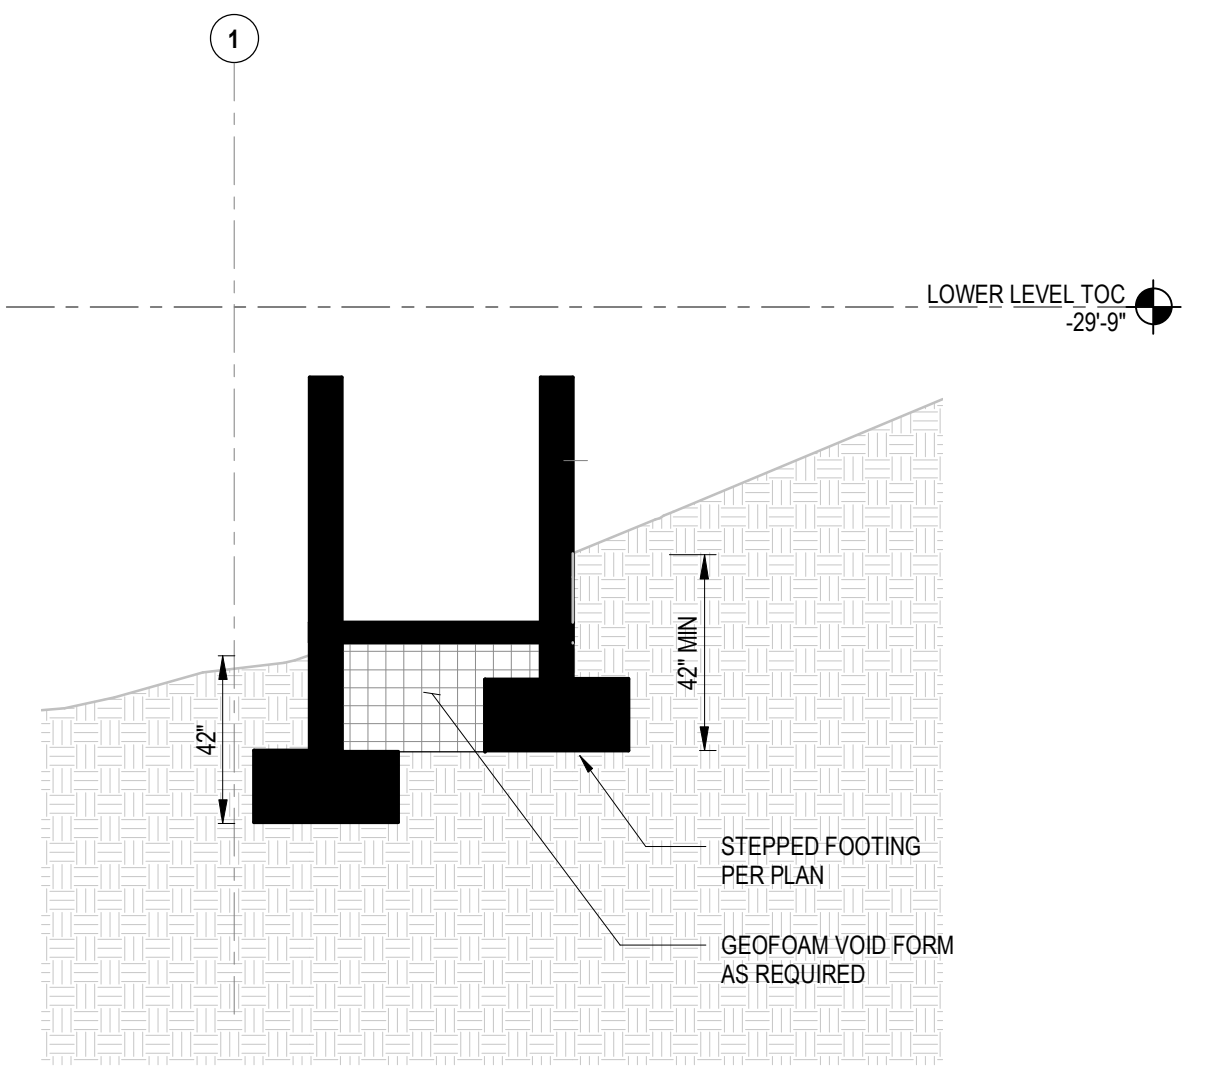 1
LOWER LEVEL TOC
-29'-9"
42" MIN
42"
STEPPED FOOTING
PER PLAN
GEOFOAM VOID FORM
AS REQUIRED